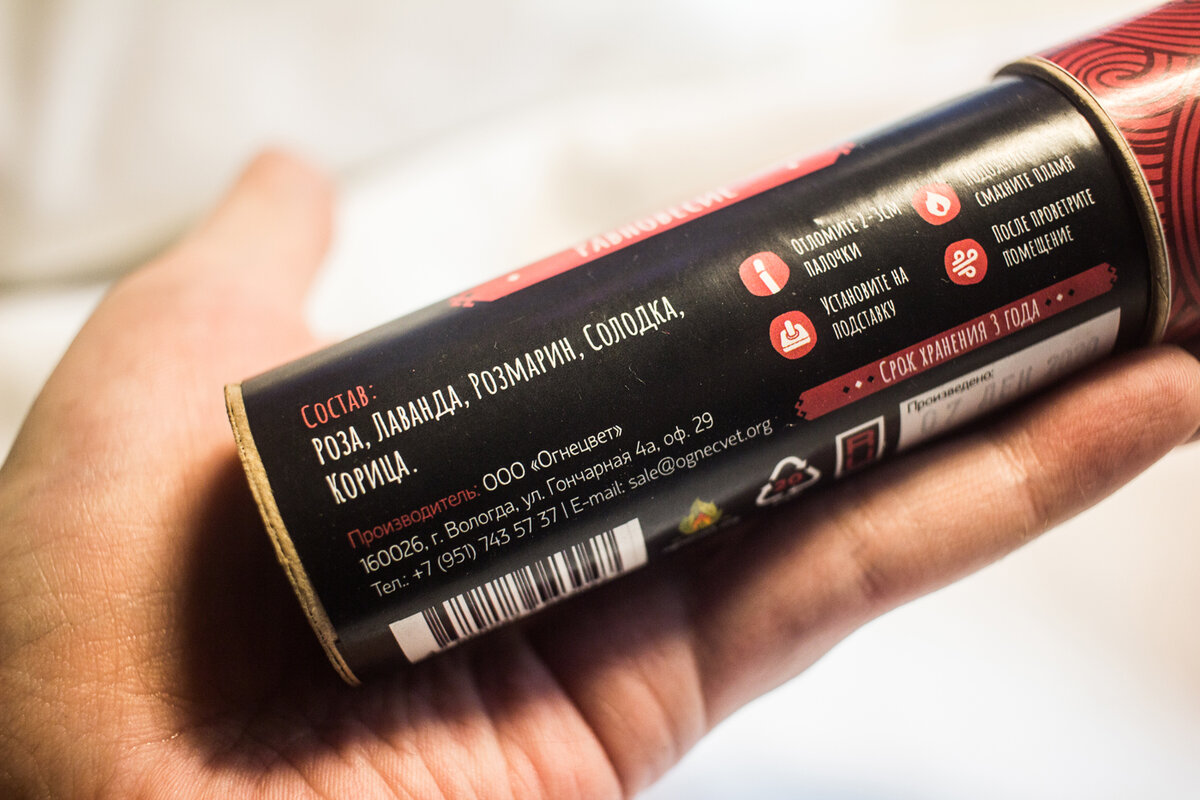 Равновесие
Состав:
Роза, Лаванда, Розмарин, Солодка,
Корица.
Производитель: ООО «Огнецвет»
160026, г. Вологда, ул. Гончарная 4а, оф. 29
Тел.: +7 (951) 743 57 37 | E-mail: sale@ognecvet.org
Отломите 2-3см
палочки
Установите на
подставку
смахните пламя
После проветрите
помещение
Срок хранения 3 года
Произведено:
20